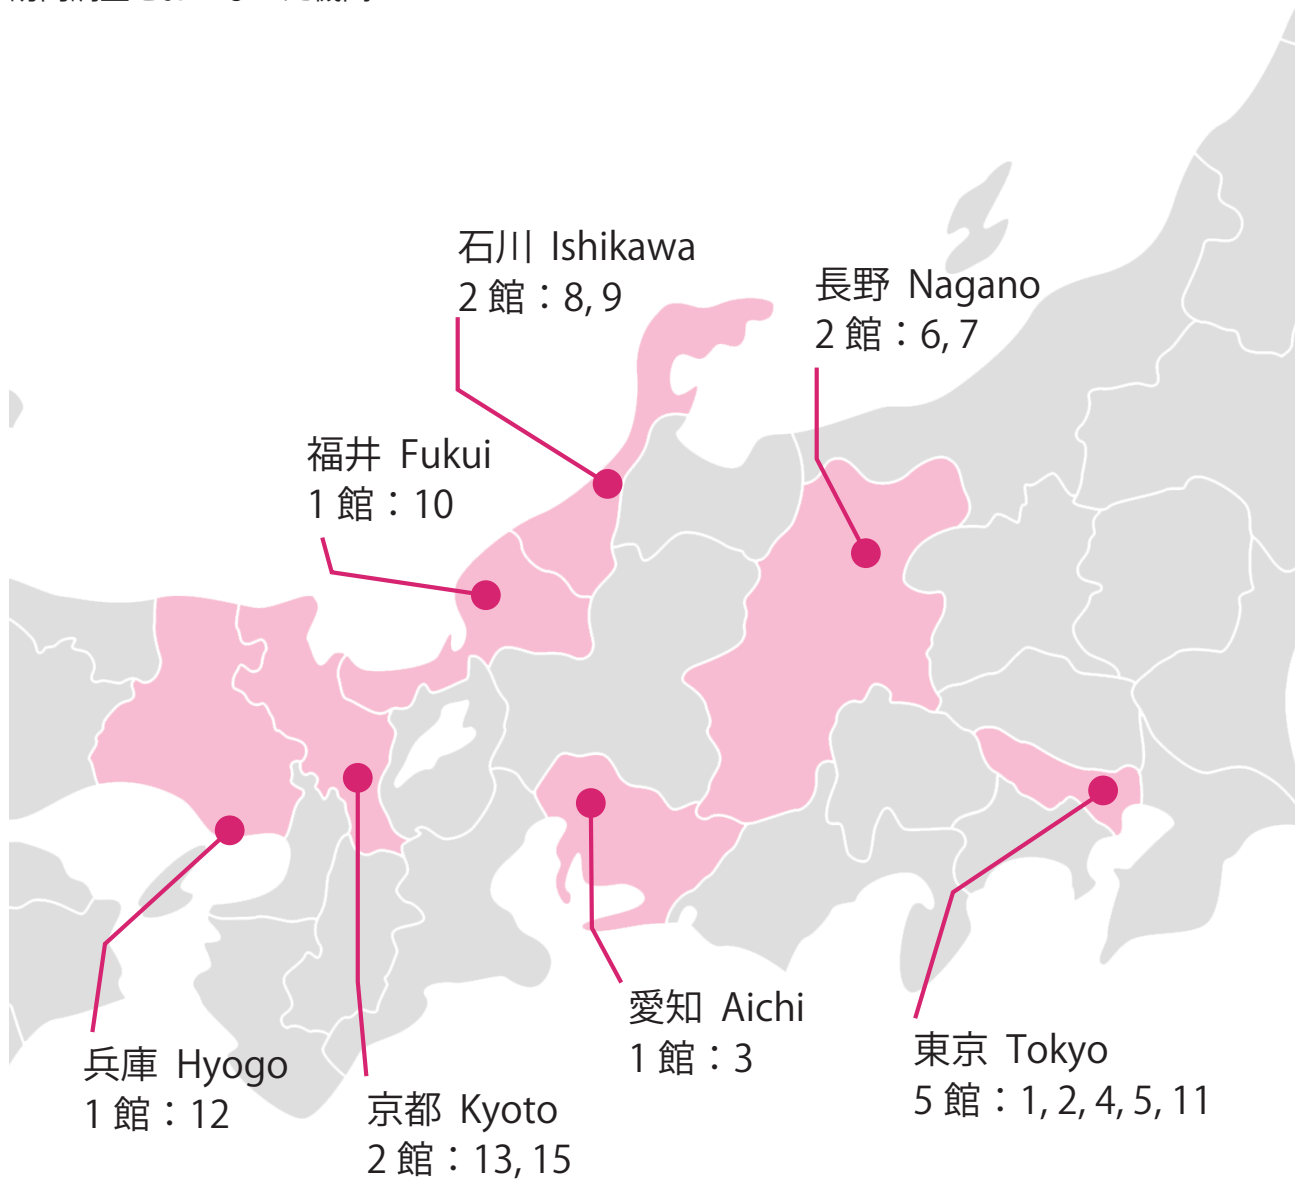 石川 Ishikawa
2 館：8, 9
長野 Nagano
2 館：6, 7
福井 Fukui
1 館：10
愛知 Aichi
1 館：3
東京 Tokyo
5 館：1, 2, 4, 5, 11
兵庫 Hyogo
1 館：12
京都 Kyoto
2 館：13, 15